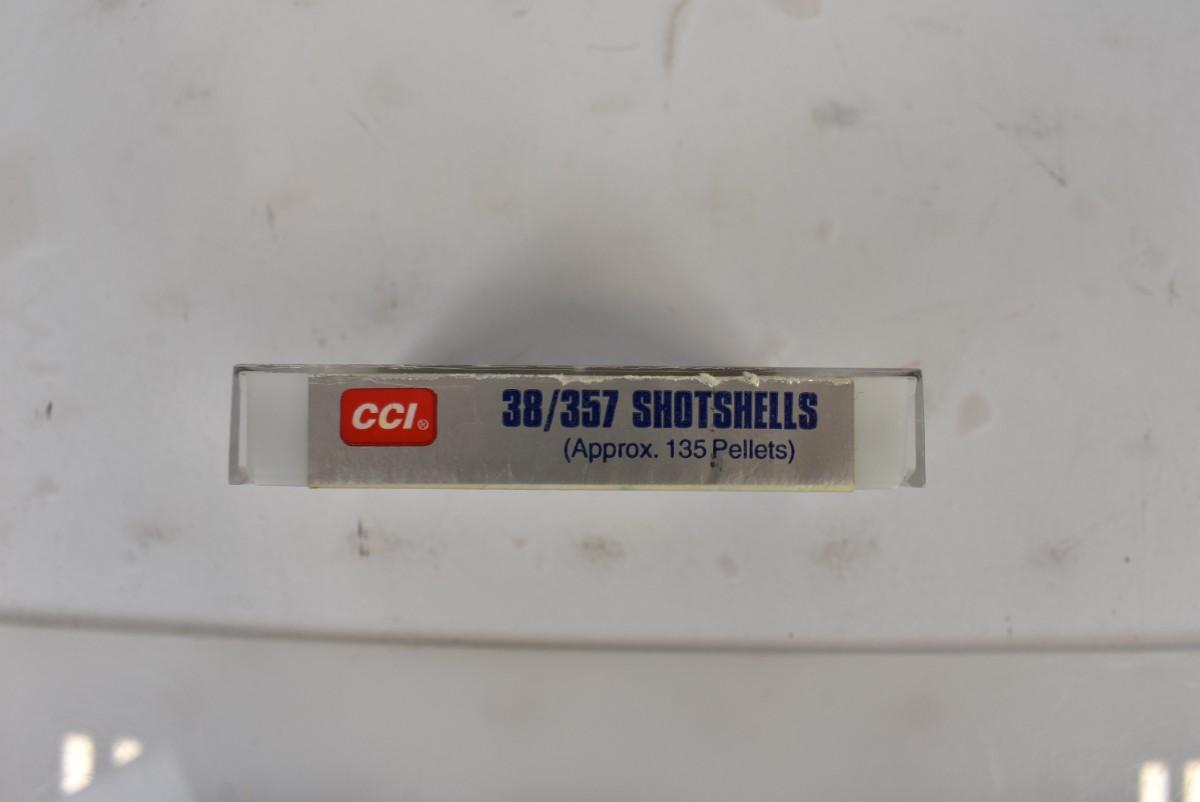 CCI®
38/357 SHOTSHELLS
(Approx. 135 Pellets)